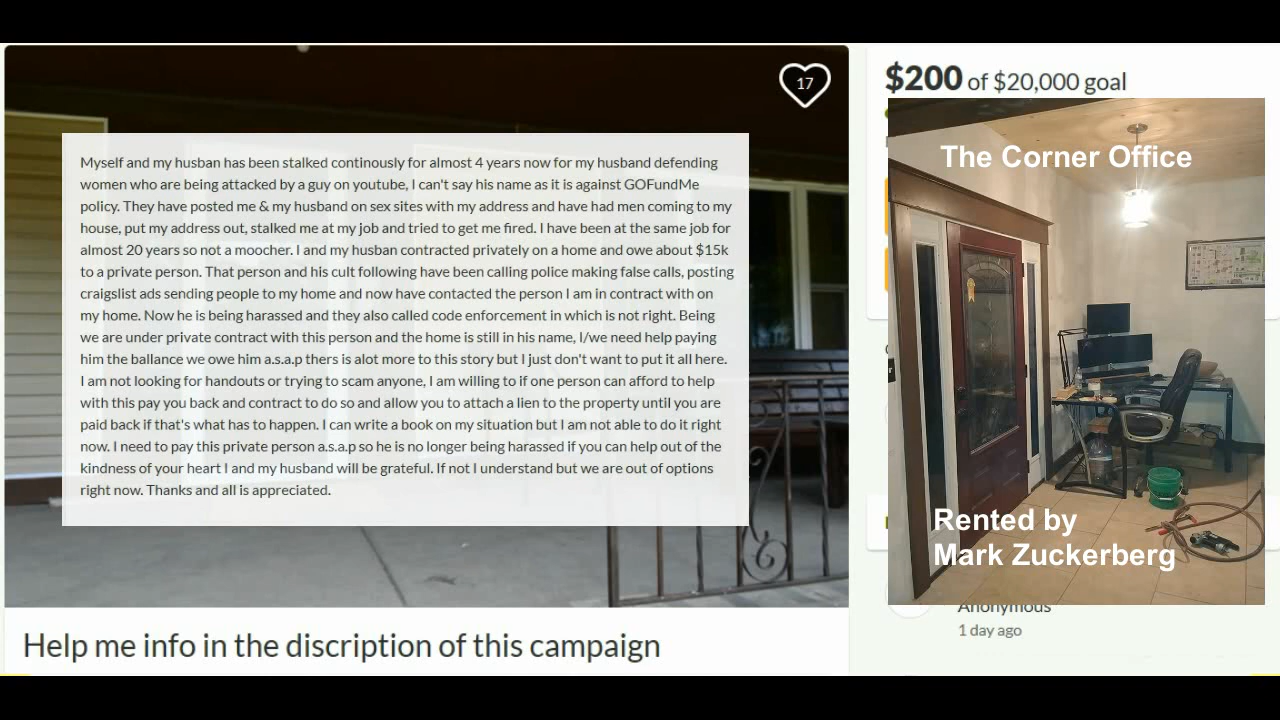 17
$200 of $20,000 goal
Myself and my husban has been stalked continously for almost 4 years now for my husband defending
women who are being attacked by a guy on youtube, I can't say his name as it is against GOFundMe
policy. They have posted me & my husband on sex sites with my address and have had men coming to my
house, put my address out, stalked me at my job and tried to get me fired. I have been at the same job for
almost 20 years so not a moocher. I and my husban contracted privately on a home and owe about $15k
to a private person. That person and his cult following have been calling police making false calls, posting
craigslist ads sending people to my home and now have contacted the person I am in contract with on
my home. Now he is being harassed and they also called code enforcement in which is not right. Being
we are under private contract with this person and the home is still in his name, I/we need help paying
him the ballance we owe him a.s.a.p thers is alot more to this story but I just don't want to put it all here.
I am not looking for handouts or trying to scam anyone, I am willing to if one person can afford to help
with this pay you back and contract to do so and allow you to attach a lien to the property until you are
paid back if that's what has to happen. I can write a book on my situation but I am not able to do it right
now. I need to pay this private person a.s.a.p so he is no longer being harassed if you can help out of the
kindness of your heart I and my husband will be grateful. If not I understand but we are out of options
right now. Thanks and all is appreciated.
Help me info in the discription of this campaign
The Corner Office
Rented by
Mark Zuckerberg
Anonymous
1 day ago